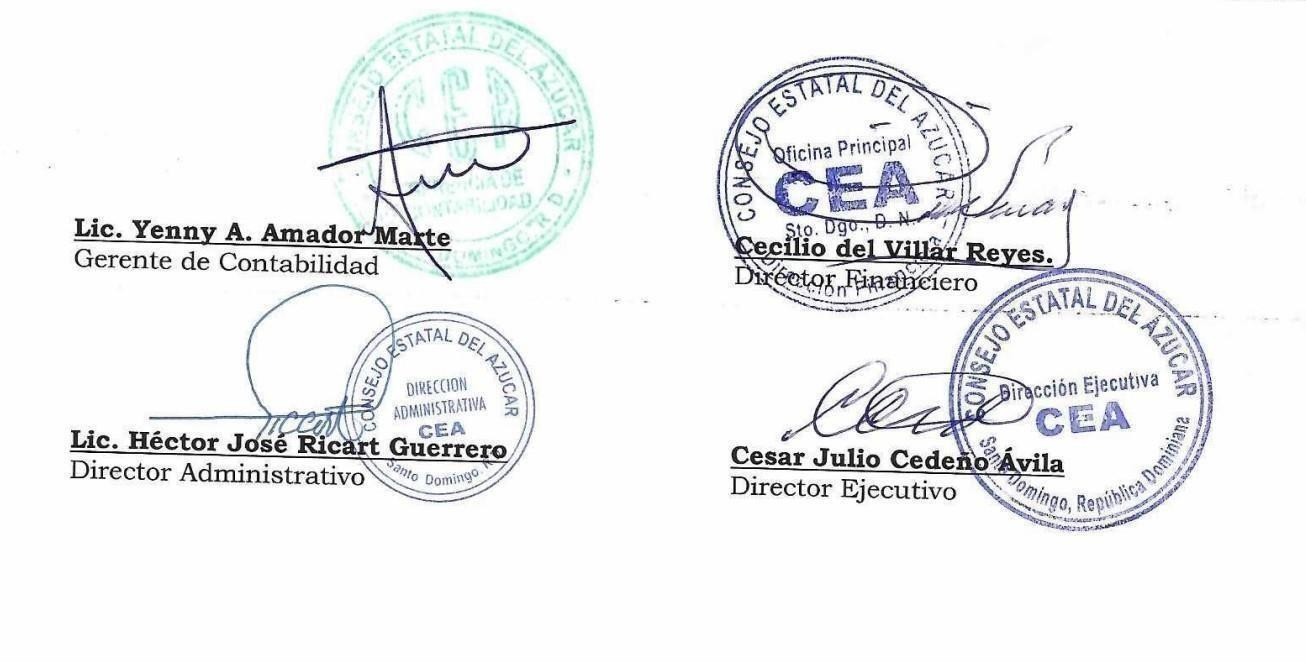 CONSEJO ESTATAL DEL AZUCAR
CEA
GERENCIA DE
CONTABILIDAD
DOMINGO, R. D.
Lic. Yenny A. Amador Marte
Gerente de Contabilidad
CONSEJO ESTATAL DEL AZUCAR
Oficina Principal
CEA
Sto. Dgo., D. N.
Dirección Financiera
Cecilio del Villar Reyes.
Director Financiero
CONSEJO ESTATAL DEL AZUCAR
DIRECCION
ADMINISTRATIVA
CEA
Santo Domingo,
Lic. Héctor José Ricart Guerrero
Director Administrativo
CONSEJO ESTATAL DEL AZUCAR
Dirección Ejecutiva
CEA
Santo Domingo, República Dominicana
Cesar Julio Cedeño Ávila
Director Ejecutivo